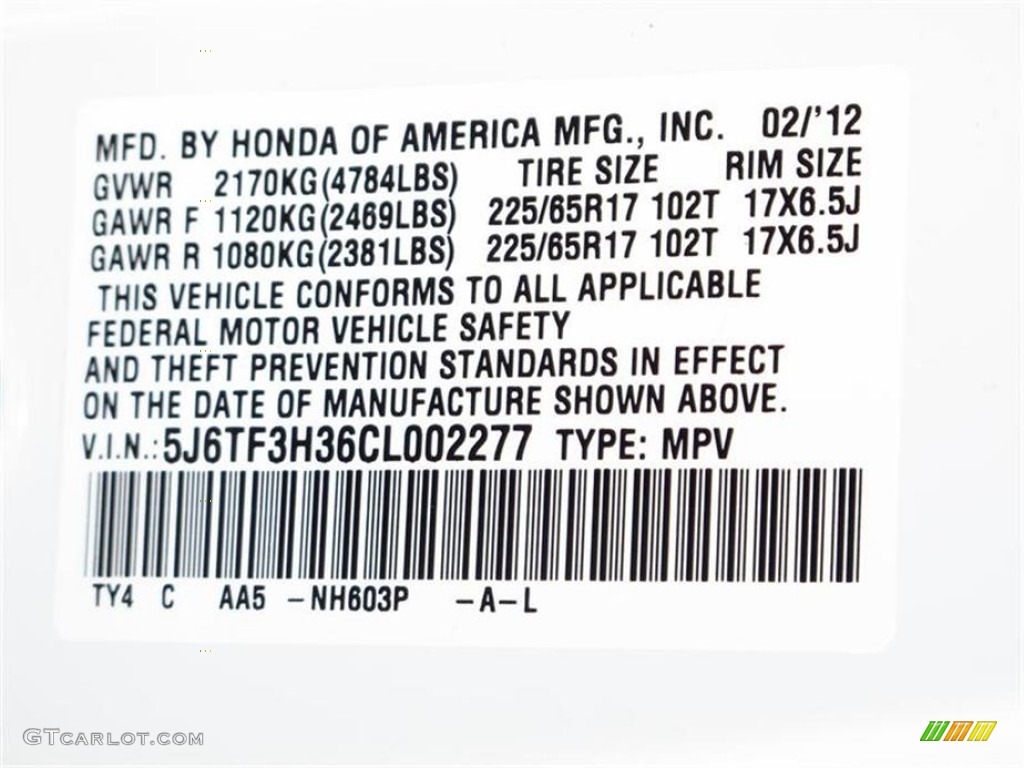 MFD. BY HONDA OF AMERICA MFG., INC. 02/'12
GVWR 2170KG(4784LBS) TIRE SIZE RIM SIZE
GAWR F 1120KG(2469LBS) 225/65R17 102T 17X6.5J
GAWR R 1080KG(2381LBS) 225/65R17 102T 17X6.5J
THIS VEHICLE CONFORMS TO ALL APPLICABLE
FEDERAL MOTOR VEHICLE SAFETY
AND THEFT PREVENTION STANDARDS IN EFFECT
ON THE DATE OF MANUFACTURE SHOWN ABOVE.
V.I.N.:5J6TF3H36CL002277 TYPE: MPV
TY4 C AA5 -NH603P -A-L
GTCARLOT.COM